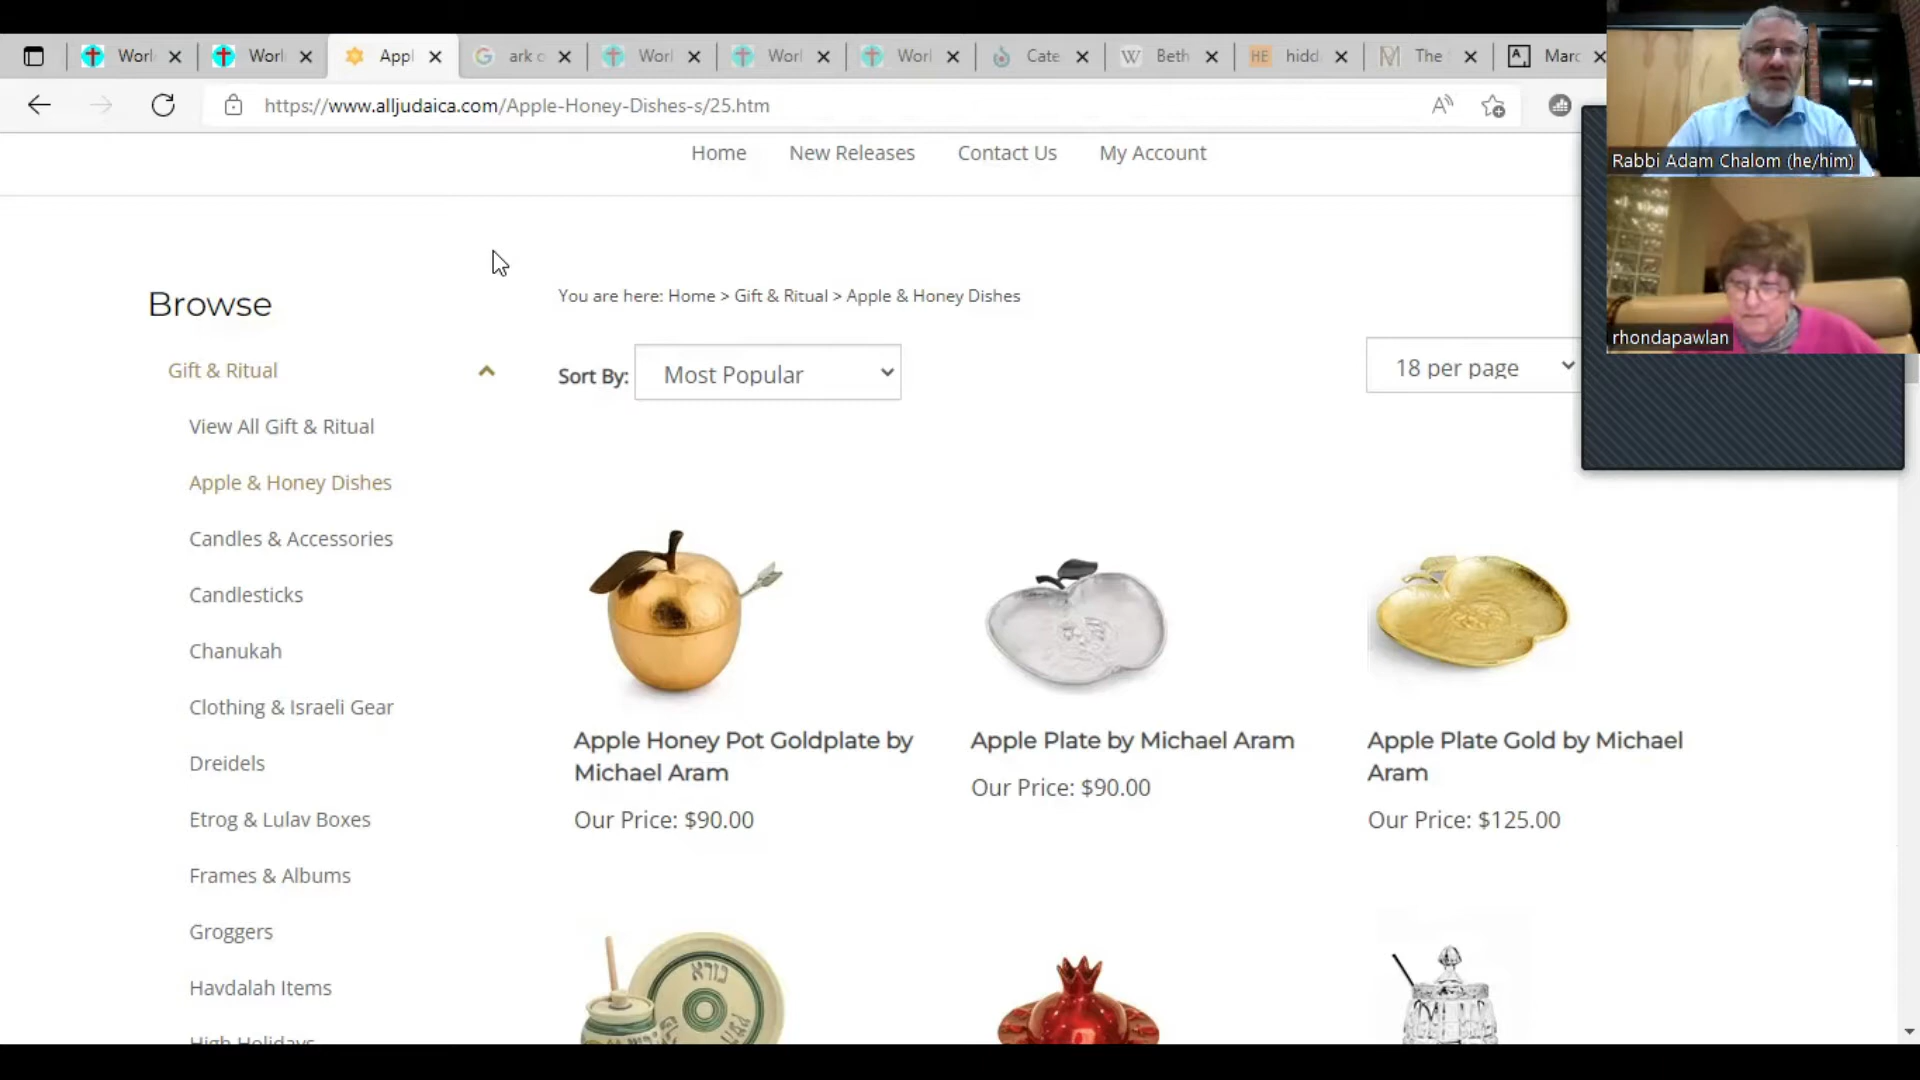 Worl
Worl
Appl
ark o
Worl
Worl
Worl
Cate
W
Beth
HE
hidd
M
The
A
Marc
https://www.alljudaica.com/Apple-Honey-Dishes-s/25.htm
Home
New Releases
Contact Us
My Account
Rabbi Adam Chalom (he/him)
rhondapawlan
Browse
You are here: Home > Gift & Ritual > Apple & Honey Dishes
Sort By:
Most Popular
18 per page
Gift & Ritual
View All Gift & Ritual
Apple & Honey Dishes
Candles & Accessories
Candlesticks
Chanukah
Clothing & Israeli Gear
Dreidels
Etrog & Lulav Boxes
Frames & Albums
Groggers
Havdalah Items
High Holidays
Apple Honey Pot Goldplate by
Michael Aram
Our Price: $90.00
Apple Plate by Michael Aram
Our Price: $90.00
Apple Plate Gold by Michael
Aram
Our Price: $125.00